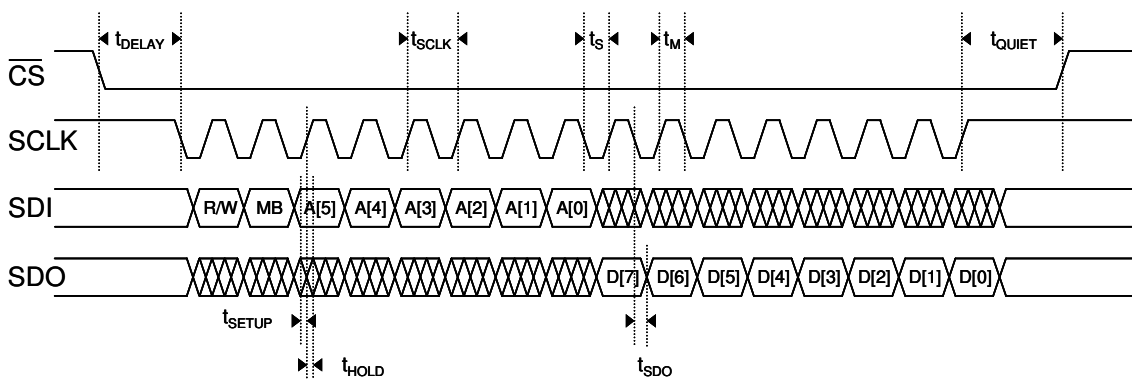 tDELAY tSCLK tS tM tQUIET
CS
SCLK
SDI R/W MB A[5] A[4] A[3] A[2] A[1] A[0]
SDO D[7] D[6] D[5] D[4] D[3] D[2] D[1] D[0]
tSETUP
tHOLD tSDO